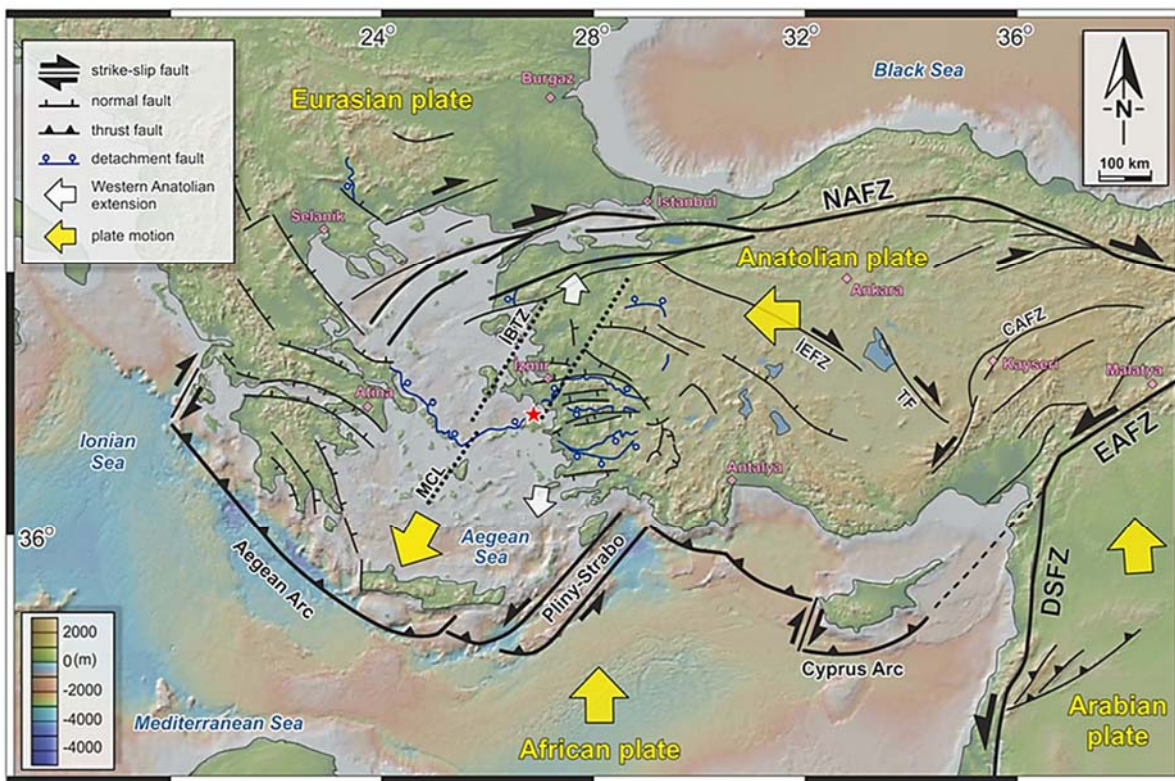 24°
28°
32°
36°
strike-slip fault
normal fault
thrust fault
detachment fault
Western Anatolian
extension
plate motion
Burgaz
Black Sea
N
100 km
Eurasian plate
Selanik
Istanbul
NAFZ
Anatolian plate
Ankara
İBTZ
İzmir
IEFZ
TF
CAFZ
Kayseri
Malatya
EAFZ
Atina
Ionian
Sea
MCL
Antalya
36°
Aegean
Sea
Aegean Arc
Pliny-Strabo
DSFZ
Cyprus Arc
2000
0 (m)
-2000
-4000
-4000
Mediterranean Sea
African plate
Arabian
plate